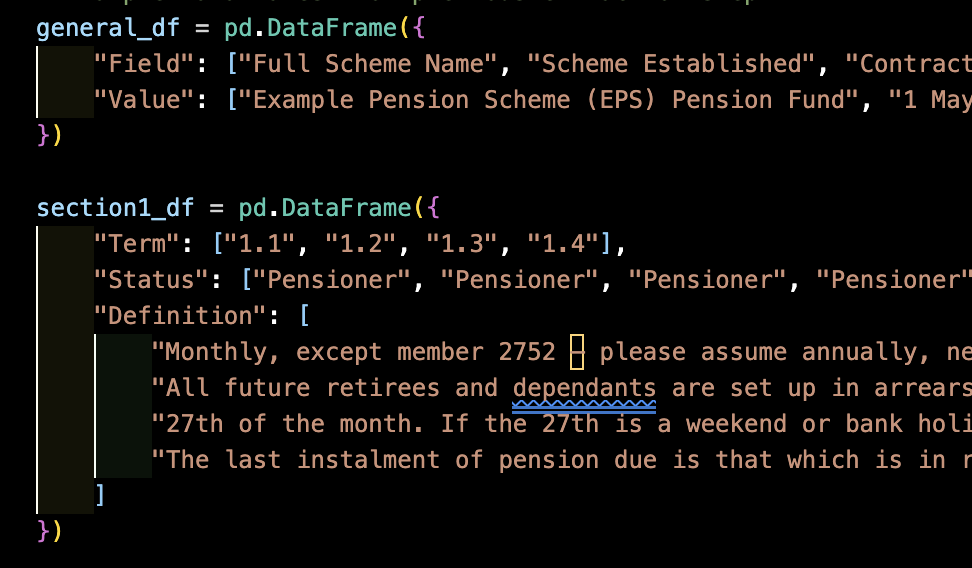 general_df = pd.DataFrame({
"Field": ["Full Scheme Name", "Scheme Established", "Contract
"Value": ["Example Pension Scheme (EPS) Pension Fund", "1 May
})
section1_df = pd.DataFrame({
"Term": ["1.1", "1.2", "1.3", "1.4"],
"Status": ["Pensioner", "Pensioner", "Pensioner", "Pensioner"
"Definition": [
"Monthly, except member 2752 – please assume annually, ne
"All future retirees and dependants are set up in arrears
"27th of the month. If the 27th is a weekend or bank holi
"The last instalment of pension due is that which is in r
]
})